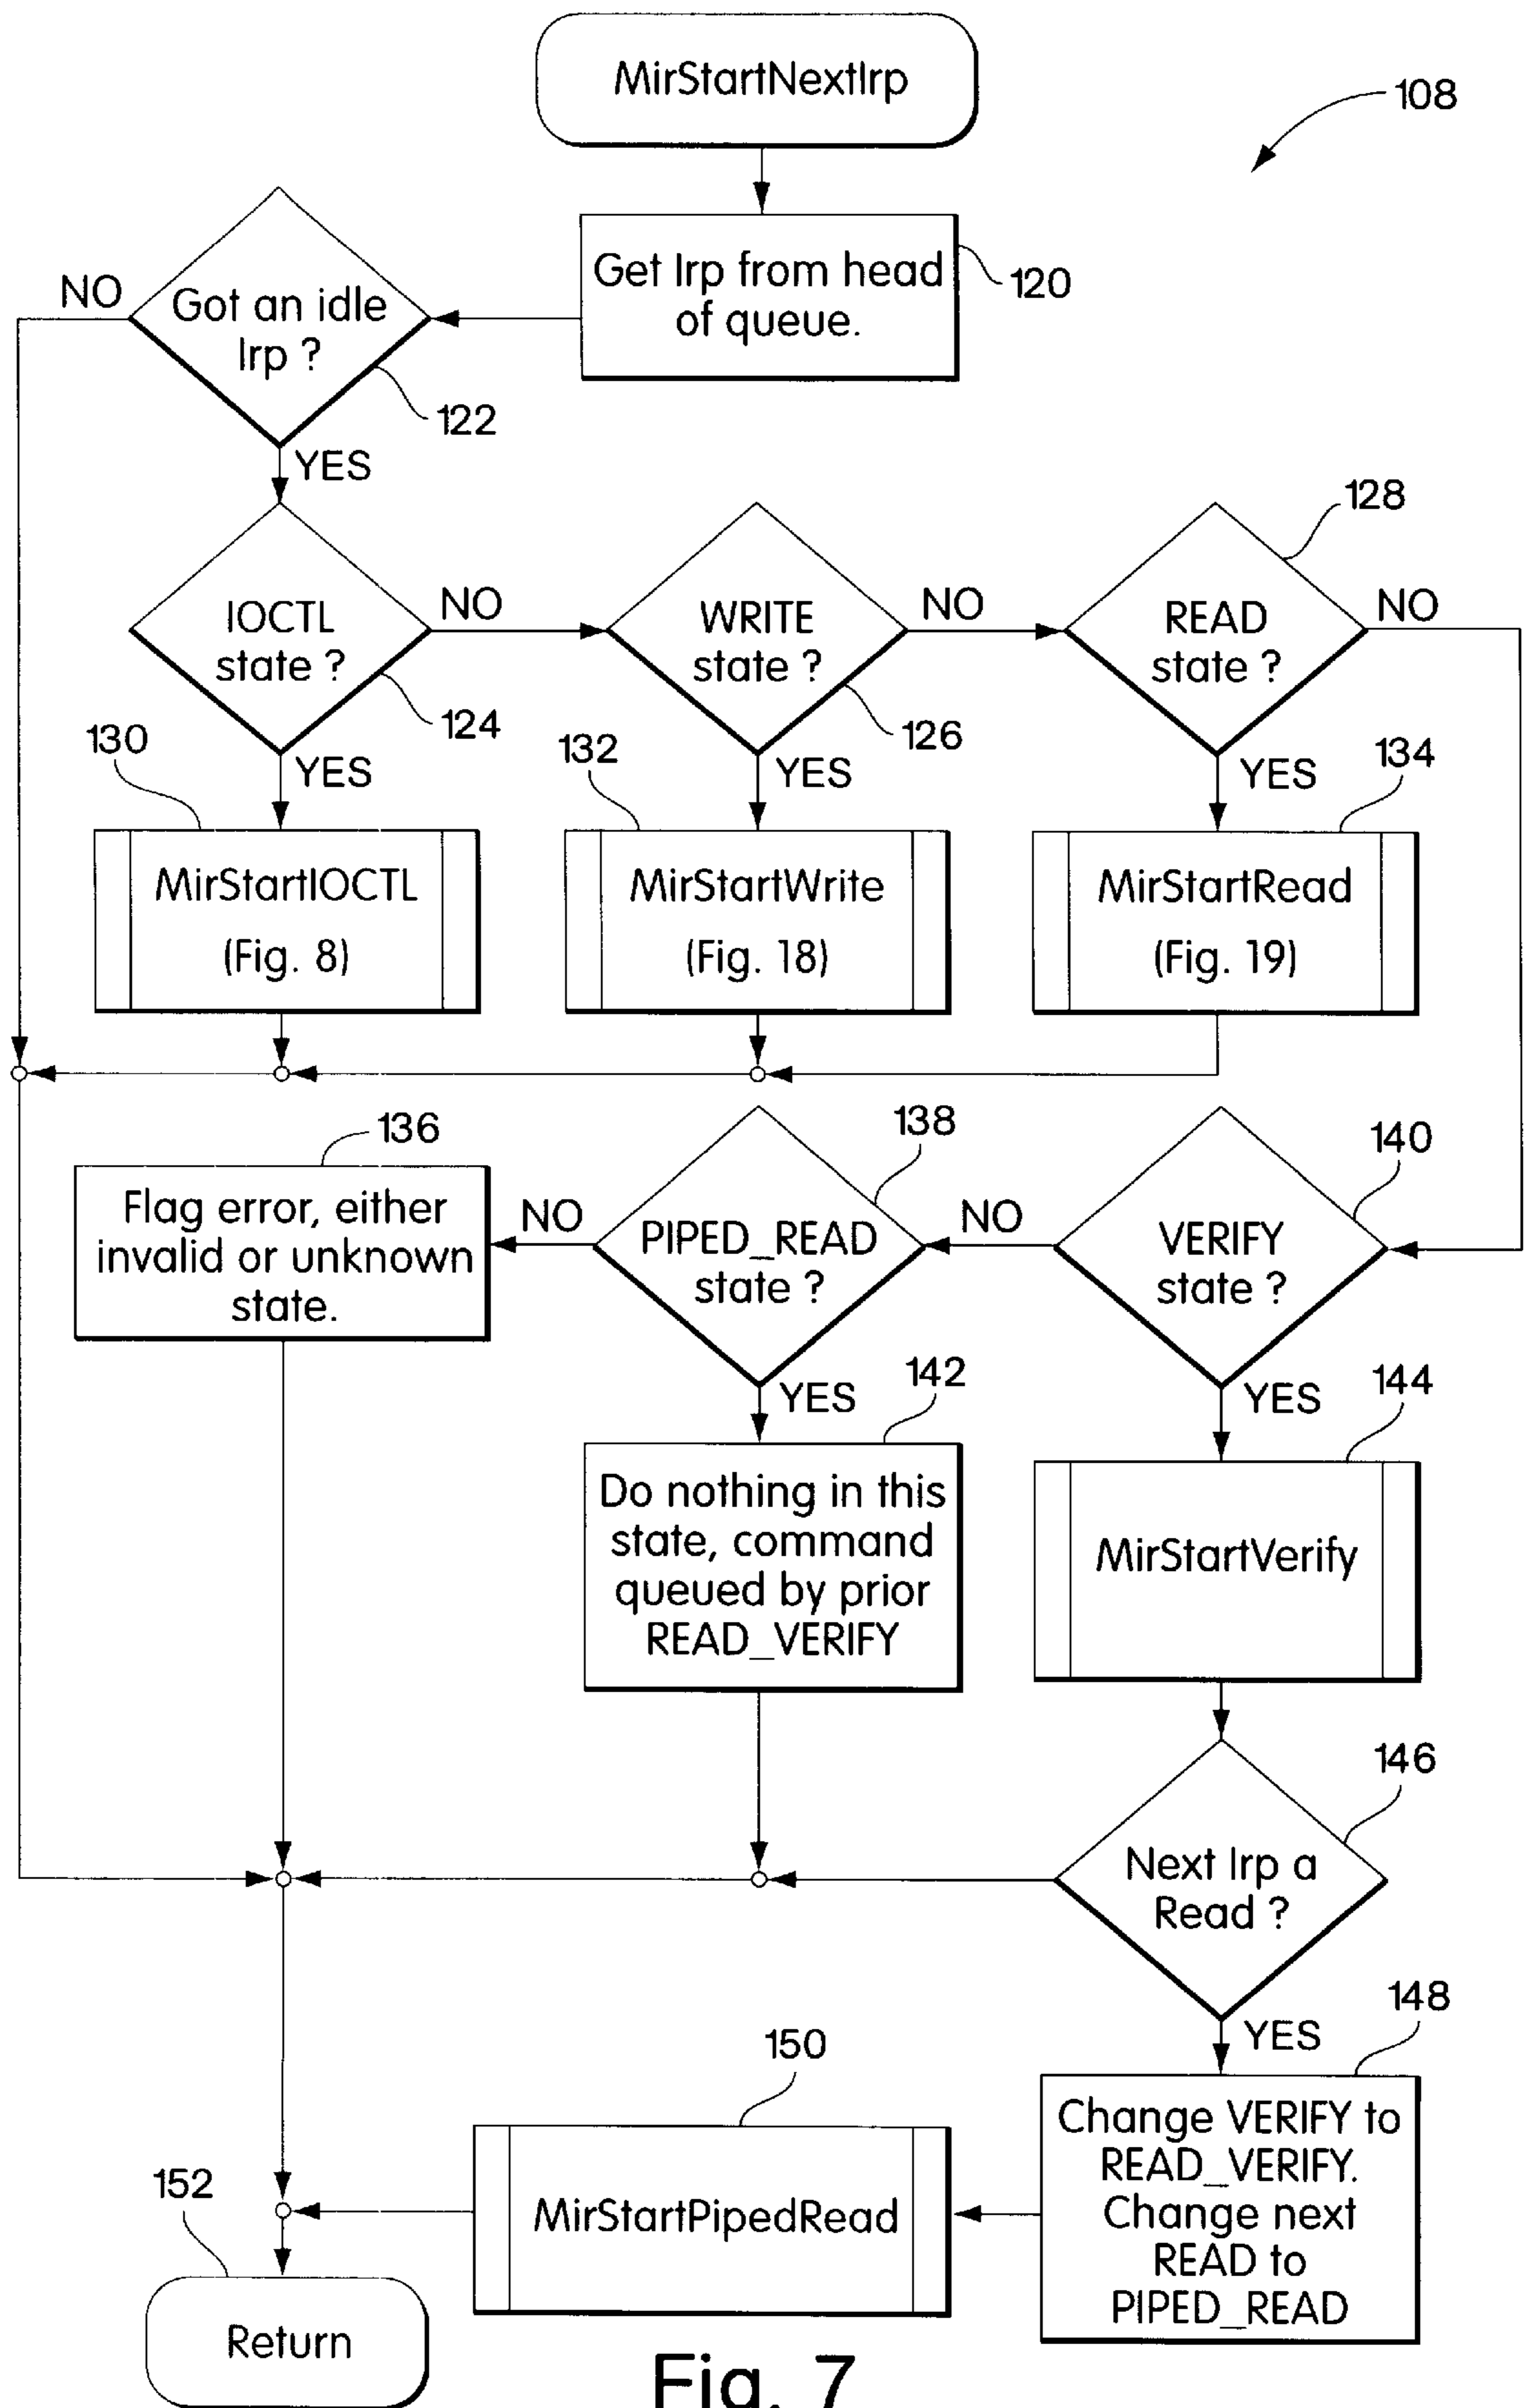 MirStartNextIrp
108
Get Irp from head
of queue.
120
NO
Got an idle
Irp ?
122
YES
128
IOCTL
state ?
NO
WRITE
state ?
NO
READ
state ?
NO
124
126
130
YES
132
YES
134
YES
MirStartIOCTL
(Fig. 8)
MirStartWrite
(Fig. 18)
MirStartRead
(Fig. 19)
136
138
140
Flag error, either
invalid or unknown
state.
NO
PIPED_READ
state ?
NO
VERIFY
state ?
142
YES
144
YES
Do nothing in this
state, command
queued by prior
READ_VERIFY
MirStartVerify
146
Next Irp a
Read ?
148
YES
150
Change VERIFY to
READ_VERIFY.
Change next
READ to
PIPED_READ
MirStartPipedRead
152
Return
Fig. 7